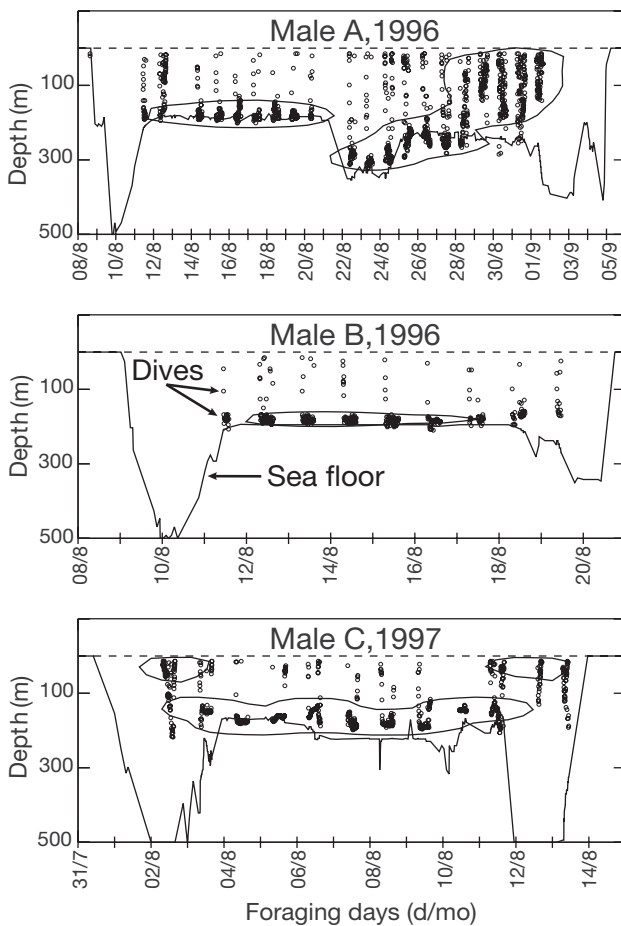 Male A,1996
Depth (m)
100
300
500
08/8 10/8 12/8 14/8 16/8 18/8 20/8 22/8 24/8 26/8 28/8 30/8 01/9 03/9 05/9
Male B,1996
Depth (m)
100
300
500
Dives
Sea floor
08/8 10/8 12/8 14/8 16/8 18/8 20/8
Male C,1997
Depth (m)
100
300
500
31/7 02/8 04/8 06/8 08/8 10/8 12/8 14/8
Foraging days (d/mo)